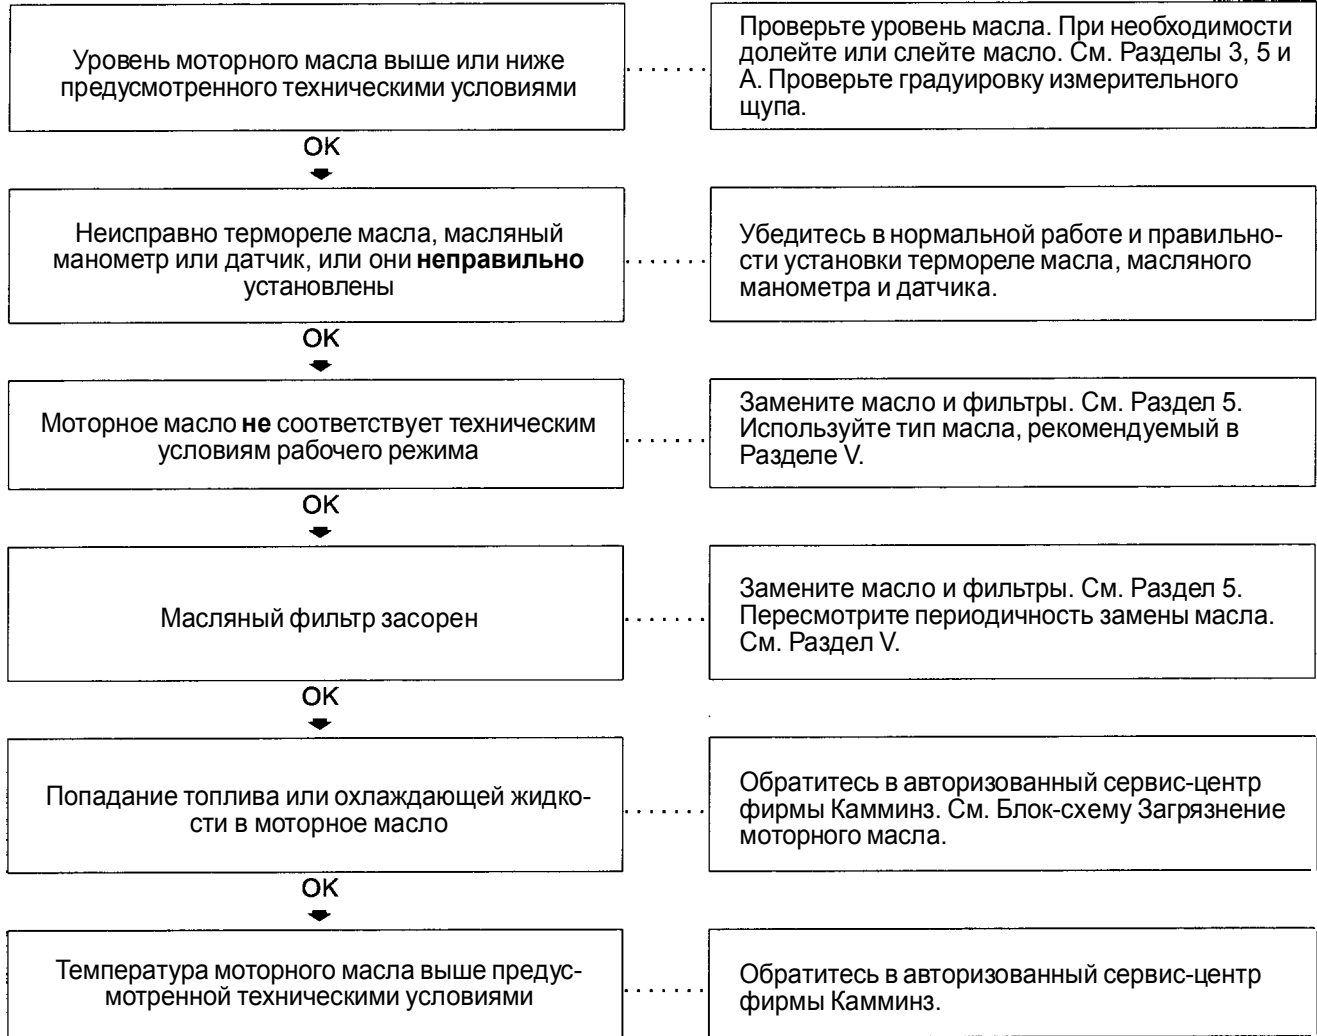 Уровень моторного масла выше или ниже
предусмотренного техническими условиями
Проверьте уровень масла. При необходимости
долейте или слейте масло. См. Разделы 3, 5 и
А. Проверьте градуировку измерительного
щупа.
OK
Неисправно термореле масла, масляный
манометр или датчик, или они неправильно
установлены
Убедитесь в нормальной работе и правильно-
сти установки термореле масла, масляного
манометра и датчика.
OK
Моторное масло не соответствует техническим
условиям рабочего режима
Замените масло и фильтры. См. Раздел 5.
Используйте тип масла, рекомендуемый в
Разделе V.
OK
Масляный фильтр засорен
Замените масло и фильтры. См. Раздел 5.
Пересмотрите периодичность замены масла.
См. Раздел V.
OK
Попадание топлива или охлаждающей жидко-
сти в моторное масло
Обратитесь в авторизованный сервис-центр
фирмы Камминз. См. Блок-схему Загрязнение
моторного масла.
OK
Температура моторного масла выше предус-
мотренной техническими условиями
Обратитесь в авторизованный сервис-центр
фирмы Камминз.